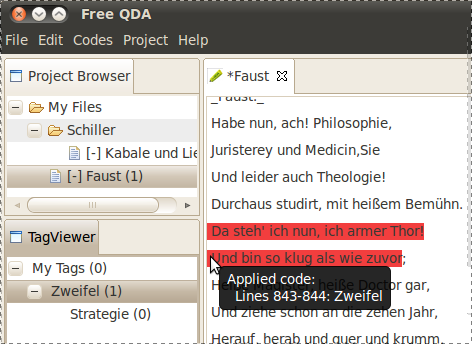 Free QDA
File Edit Codes Project Help
Project Browser
My Files
Schiller
[-] Kabale und Lie
[-] Faust (1)
TagViewer
My Tags (0)
Zweifel (1)
Strategie (0)
*Faust
_Faust:_
Habe nun, ach! Philosophie,
Juristerey und Medicin,Sie
Und leider auch Theologie!
Durchaus studirt, mit heißem Bemühn.
Da steh' ich nun, ich armer Thor!
Und bin so klug als wie zuvor;
Applied code:
Lines 843-844: Zweifel
heiße Doctor gar,
Und ziehe schon an die zehen Jahr,
Herauf, herab und quer und krumm,